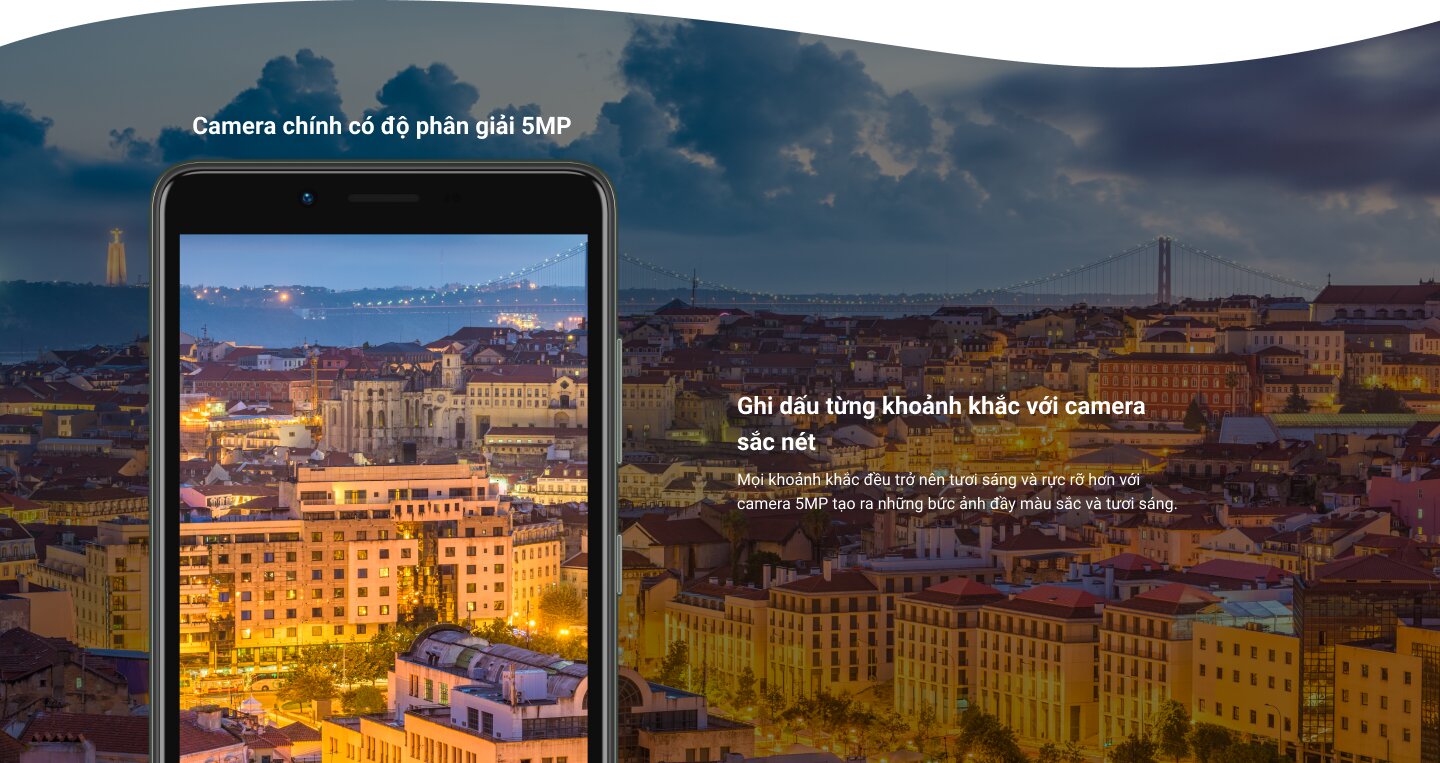 Camera chính có độ phân giải 5MP
Ghi dấu từng khoảnh khắc với camera
sắc nét
Mọi khoảnh khắc đều trở nên tươi sáng và rực rỡ hơn với
camera 5MP tạo ra những bức ảnh đầy màu sắc và tươi sáng.